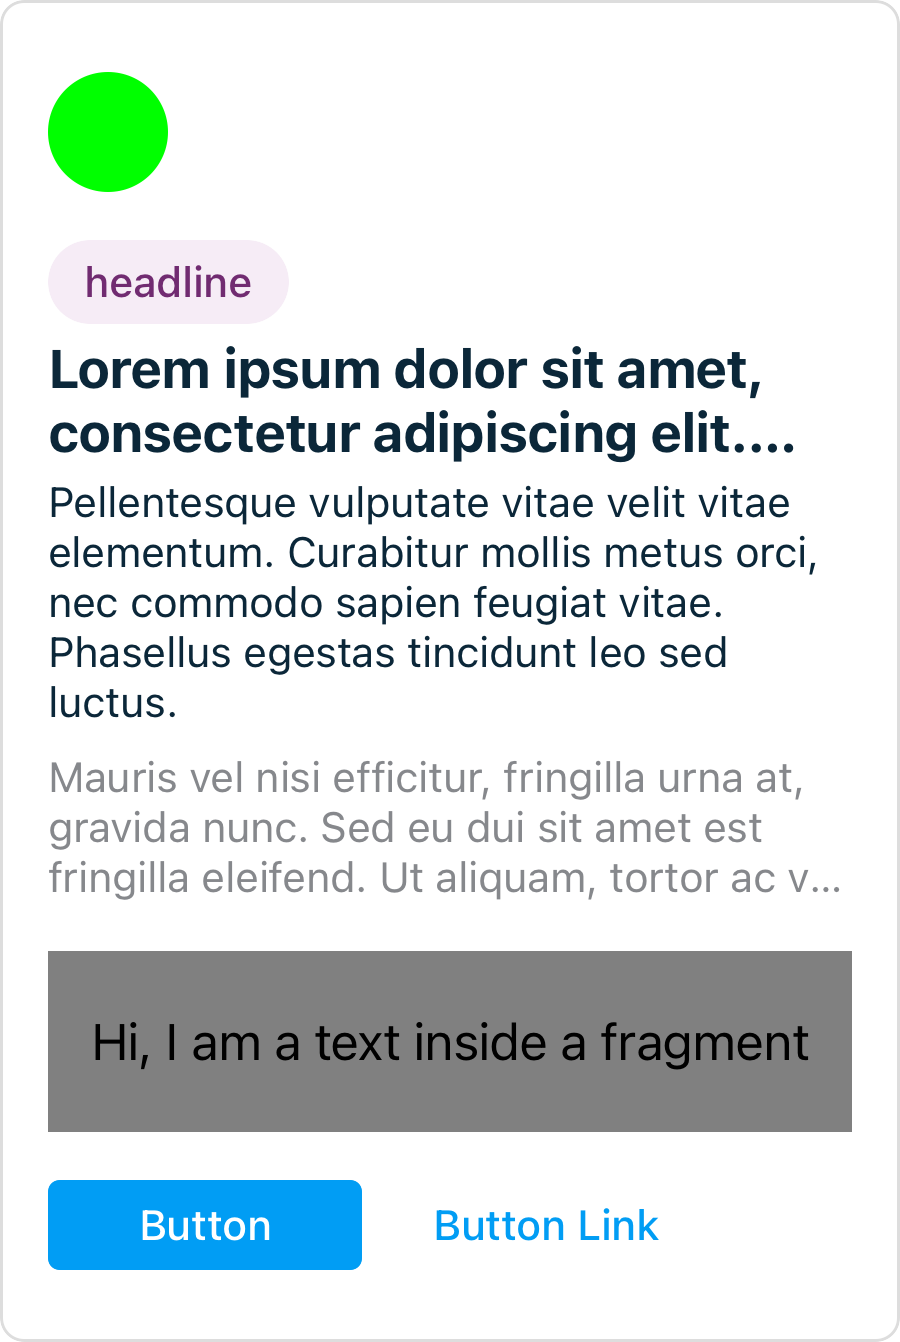 headline
Lorem ipsum dolor sit amet,
consectetur adipiscing elit....
Pellentesque vulputate vitae velit vitae
elementum. Curabitur mollis metus orci,
nec commodo sapien feugiat vitae.
Phasellus egestas tincidunt leo sed
luctus.
Mauris vel nisi efficitur, fringilla urna at,
gravida nunc. Sed eu dui sit amet est
fringilla eleifend. Ut aliquam, tortor ac v...
Hi, I am a text inside a fragment
Button
Button Link